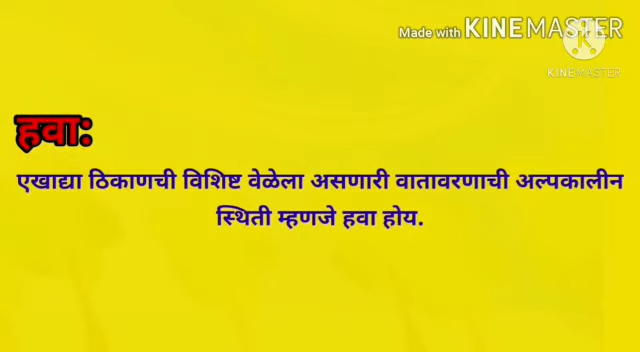 Made with KINEMASTER
KINEMASTER
हवा:
एखाद्या ठिकाणची विशिष्ट वेळेला असणारी वातावरणाची अल्पकालीन
स्थिती म्हणजे हवा होय.